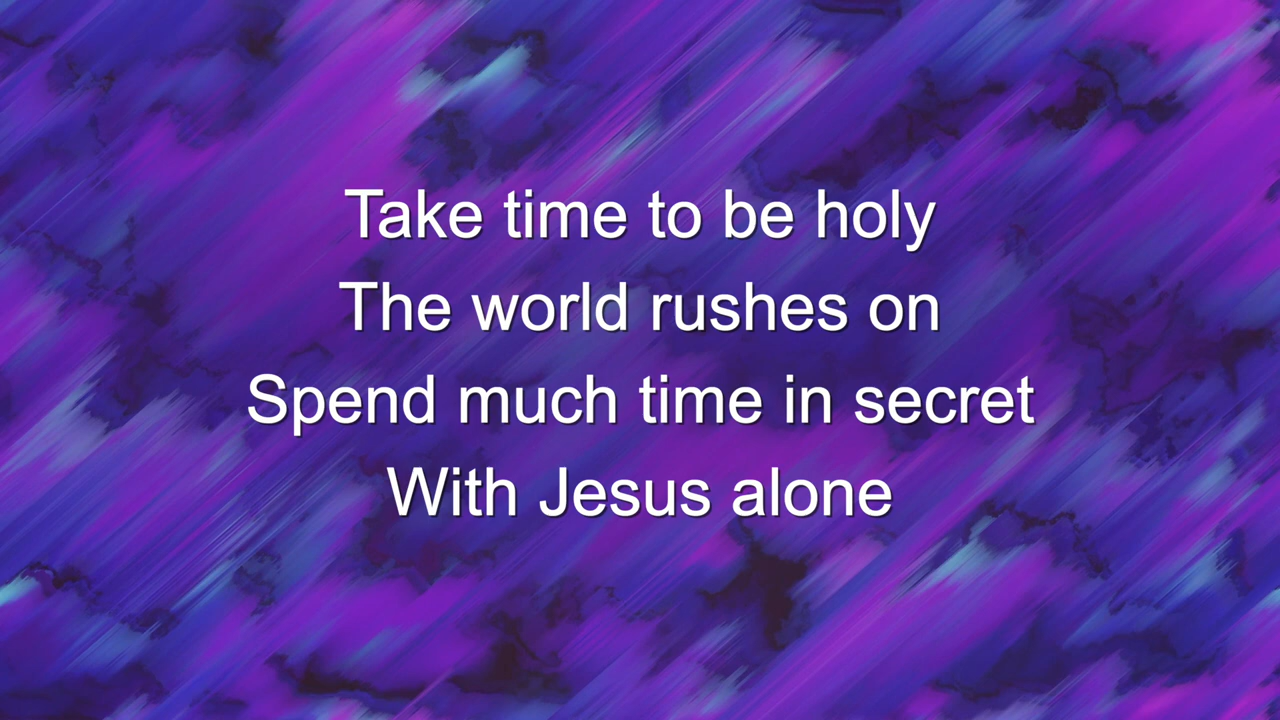 Take time to be holy
The world rushes on
Spend much time in secret
With Jesus alone